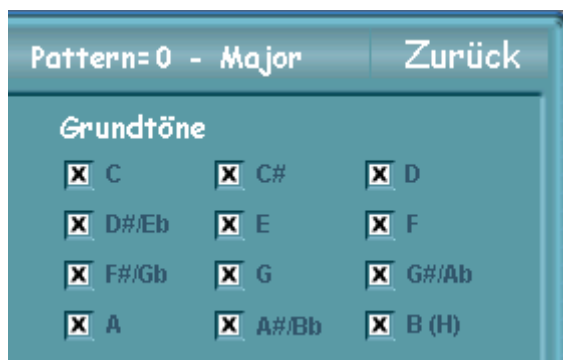 Pattern=0 - Major Zurück
Grundtöne
C C# D
D#/Eb E F
F#/Gb G G#/Ab
A A#/Bb B (H)